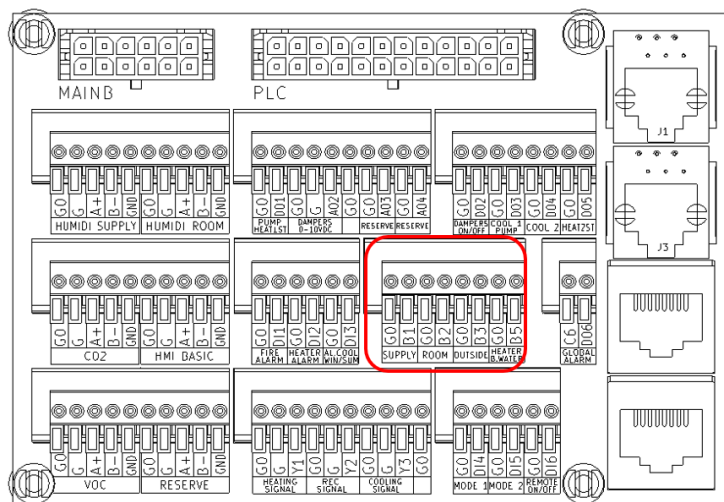 MAINB PLC
J1
G0 G A+ B- GND G0 G A+ B- GND
HUMIDI SUPPLY HUMIDI ROOM
G0 DO1 G0 G AO2 G0 AO3 G0 AO4
PUMP HEAT1ST DAMPERS 0-10VDC RESERVE RESERVE
G0 DO2 G0 DO3 G0 DO4 G0 DO5
DAMPERS ON/OFF COOL 1 PUMP COOL 2 HEAT2ST
J3
G0 G A+ B- GND G0 G A+ B- GND
CO2 HMI BASIC
G0 DI1 G0 DI2 G0 DI3
FIRE ALARM HEATER ALARM AL.COOL WIN/SUM
G0 B1 G0 B2 G0 B3 G0 B5
SUPPLY ROOM OUTSIDE HEATER B.WATER
C6 DO6
GLOBAL ALARM
G0 G A+ B- GND G0 G A+ B- GND
VOC RESERVE
G0 G Y1 G0 G Y2 G0 G Y3 G0
HEATING SIGNAL REC SIGNAL COOLING SIGNAL
G0 DI4 G0 DI5 G0 DI6
MODE 1 MODE 2 REMOTE ON/OFF